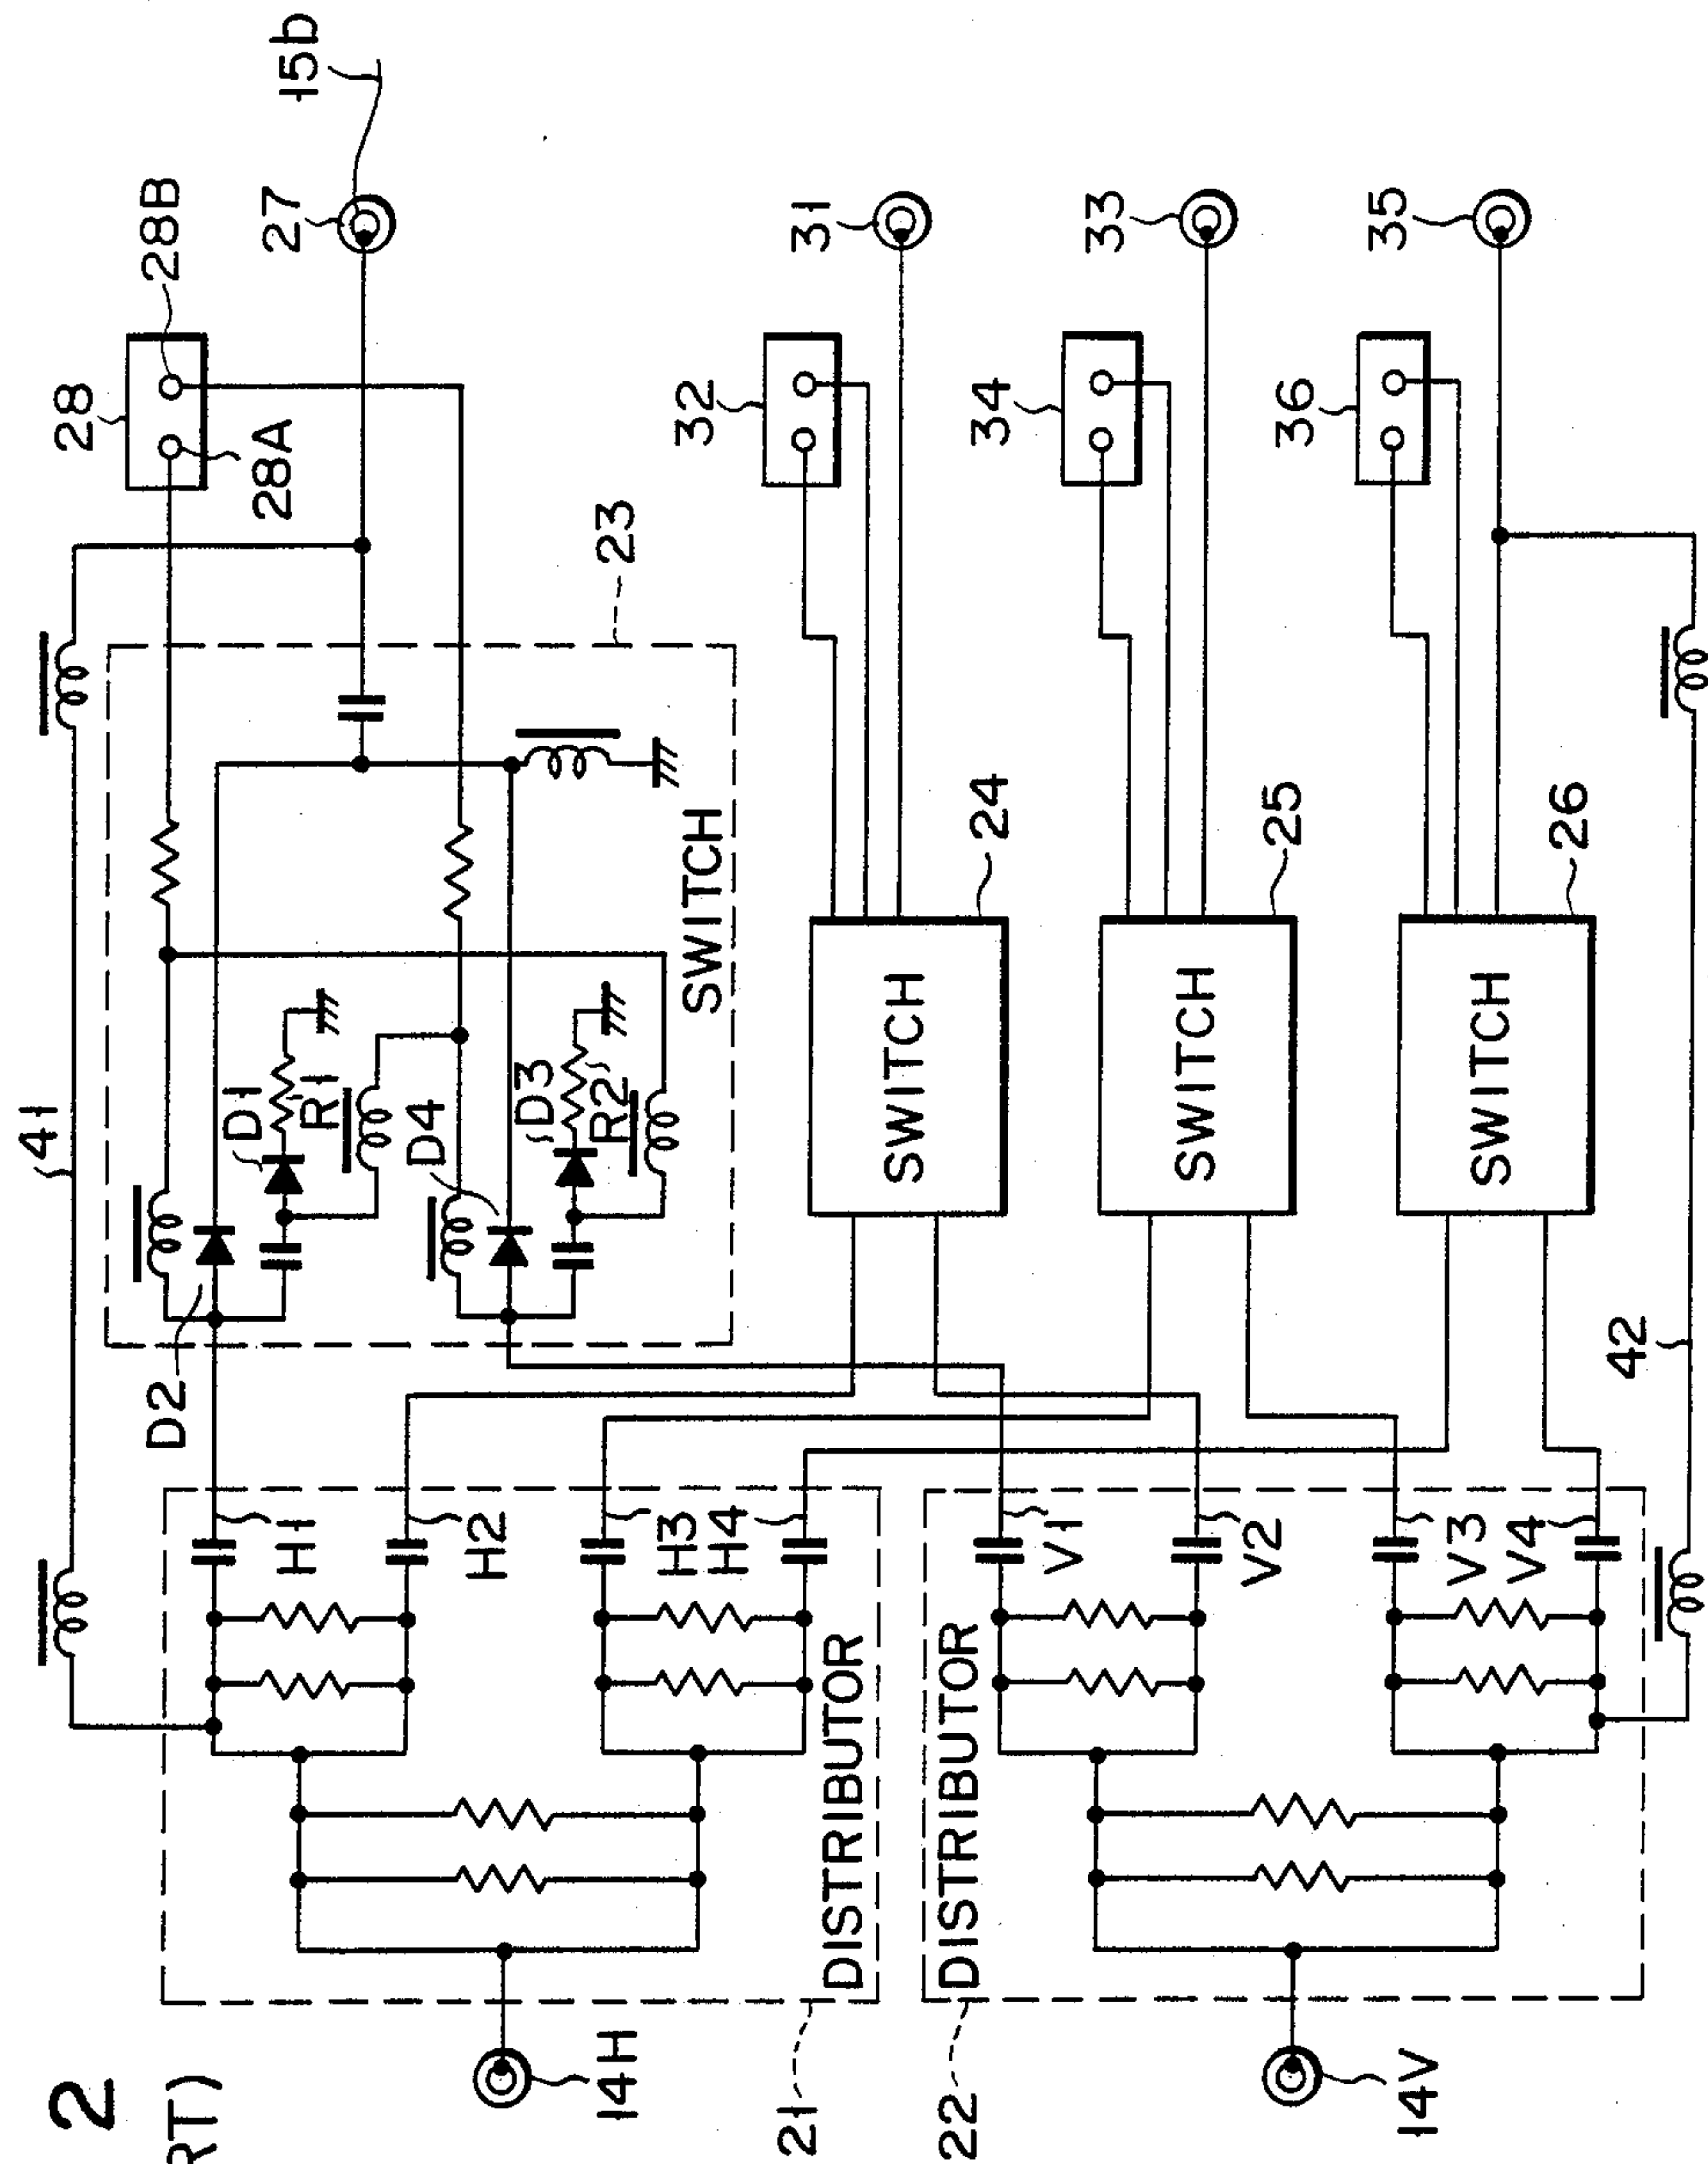 2
RT)
41
15b
28
28B
27
28A
23
D2
D1
R1
D4
D3
R2
SWITCH
32
31
SWITCH
24
34
33
SWITCH
25
36
35
SWITCH
26
H1
H2
H3
H4
DISTRIBUTOR
14H
21
DISTRIBUTOR
V1
V2
V3
V4
22
14V
42